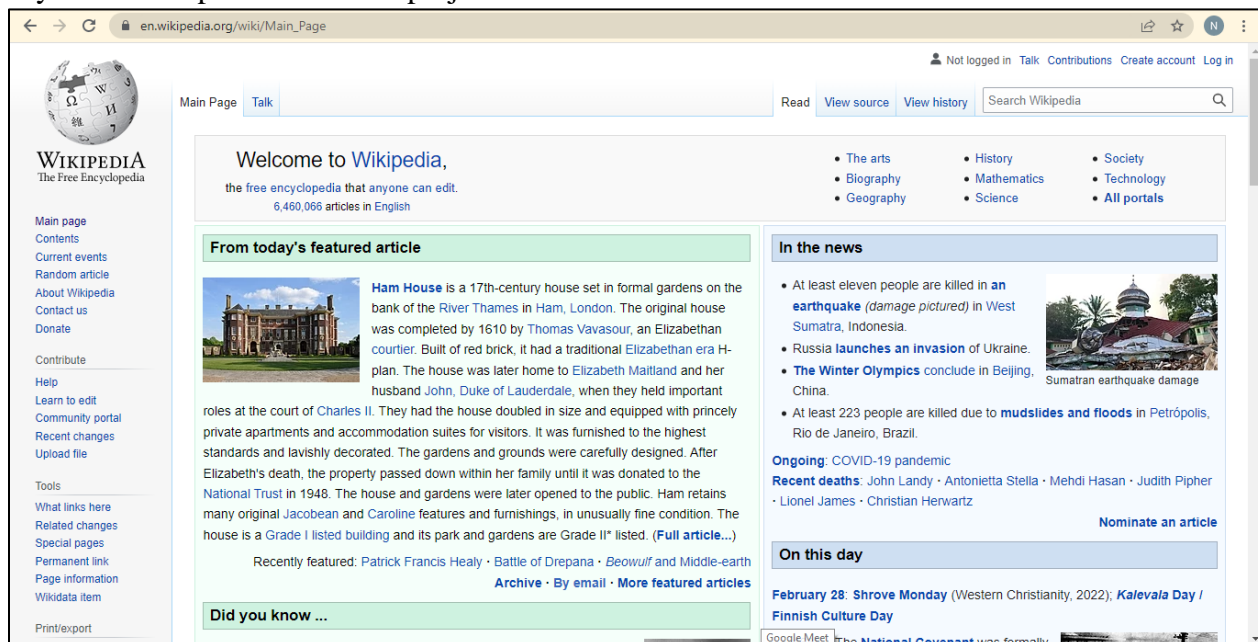 en.wikipedia.org/wiki/Main_Page
N
Not logged in Talk Contributions Create account Log in
Main Page Talk
Read View source View history Search Wikipedia
WIKIPEDIA
The Free Encyclopedia
Main page
Contents
Current events
Random article
About Wikipedia
Contact us
Donate
Contribute
Help
Learn to edit
Community portal
Recent changes
Upload file
Tools
What links here
Related changes
Special pages
Permanent link
Page information
Wikidata item
Print/export
Welcome to Wikipedia,
the free encyclopedia that anyone can edit.
6,460,066 articles in English
• The arts
• Biography
• Geography
• History
• Mathematics
• Science
• Society
• Technology
• All portals
From today's featured article
Ham House is a 17th-century house set in formal gardens on the
bank of the River Thames in Ham, London. The original house
was completed by 1610 by Thomas Vavasour, an Elizabethan
courtier. Built of red brick, it had a traditional Elizabethan era H-
plan. The house was later home to Elizabeth Maitland and her
husband John, Duke of Lauderdale, when they held important
roles at the court of Charles II. They had the house doubled in size and equipped with princely
private apartments and accommodation suites for visitors. It was furnished to the highest
standards and lavishly decorated. The gardens and grounds were carefully designed. After
Elizabeth's death, the property passed down within her family until it was donated to the
National Trust in 1948. The house and gardens were later opened to the public. Ham retains
many original Jacobean and Caroline features and furnishings, in unusually fine condition. The
house is a Grade I listed building and its park and gardens are Grade II* listed. (Full article...)
Recently featured: Patrick Francis Healy · Battle of Drepana · Beowulf and Middle-earth
Archive · By email · More featured articles
Did you know ...
In the news
• At least eleven people are killed in an
earthquake (damage pictured) in West
Sumatra, Indonesia.
• Russia launches an invasion of Ukraine.
• The Winter Olympics conclude in Beijing,
China.
• At least 223 people are killed due to mudslides and floods in Petrópolis,
Rio de Janeiro, Brazil.
Sumatran earthquake damage
Ongoing: COVID-19 pandemic
Recent deaths: John Landy · Antonietta Stella · Mehdi Hasan · Judith Pipher
· Lionel James · Christian Herwartz
Nominate an article
On this day
February 28: Shrove Monday (Western Christianity, 2022); Kalevala Day /
Finnish Culture Day
Google Meet
National Covenant was formally